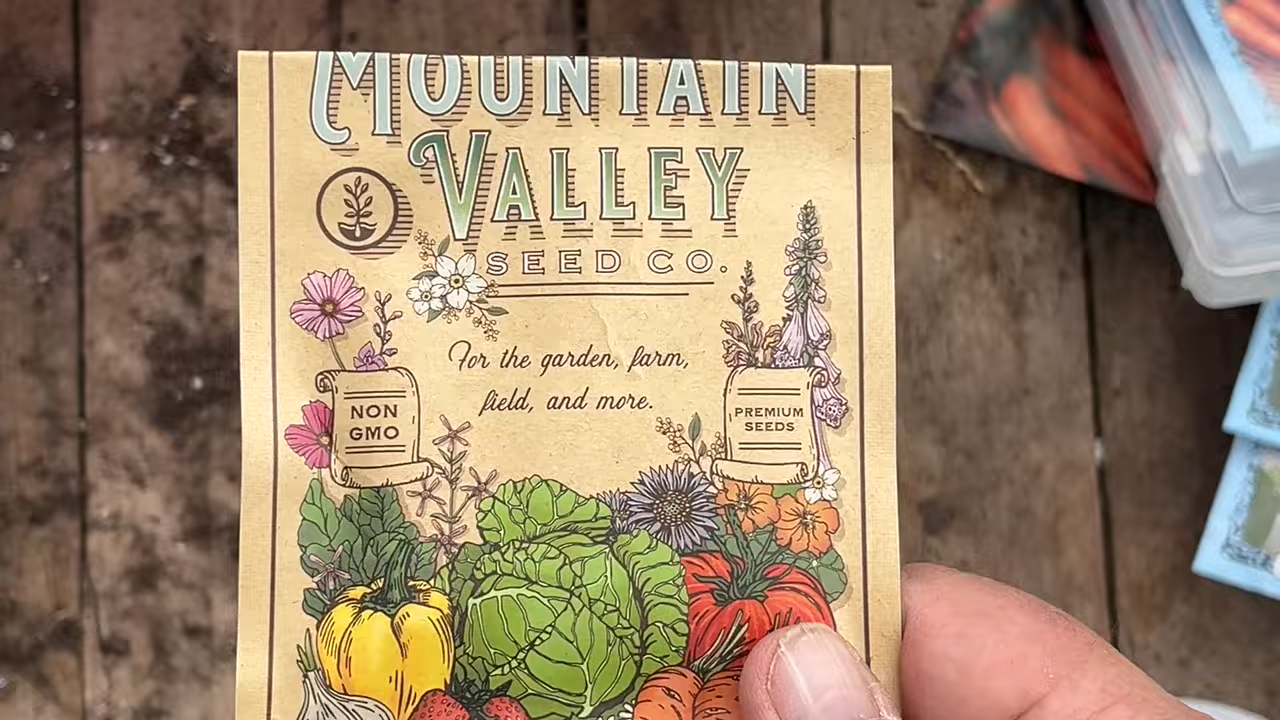 MOUNTAIN
VALLEY
SEED CO.
For the garden, farm,
field, and more.
NON
GMO
PREMIUM
SEEDS